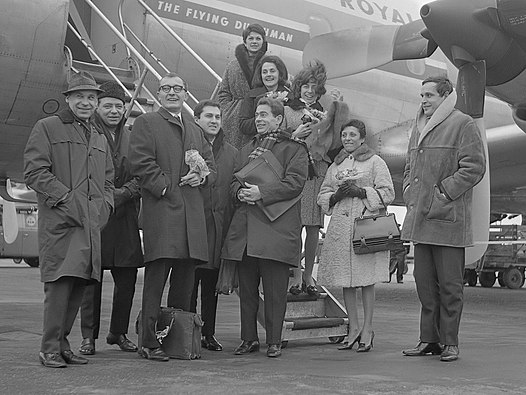 THE FLYING DUTCHMAN
ROYAL